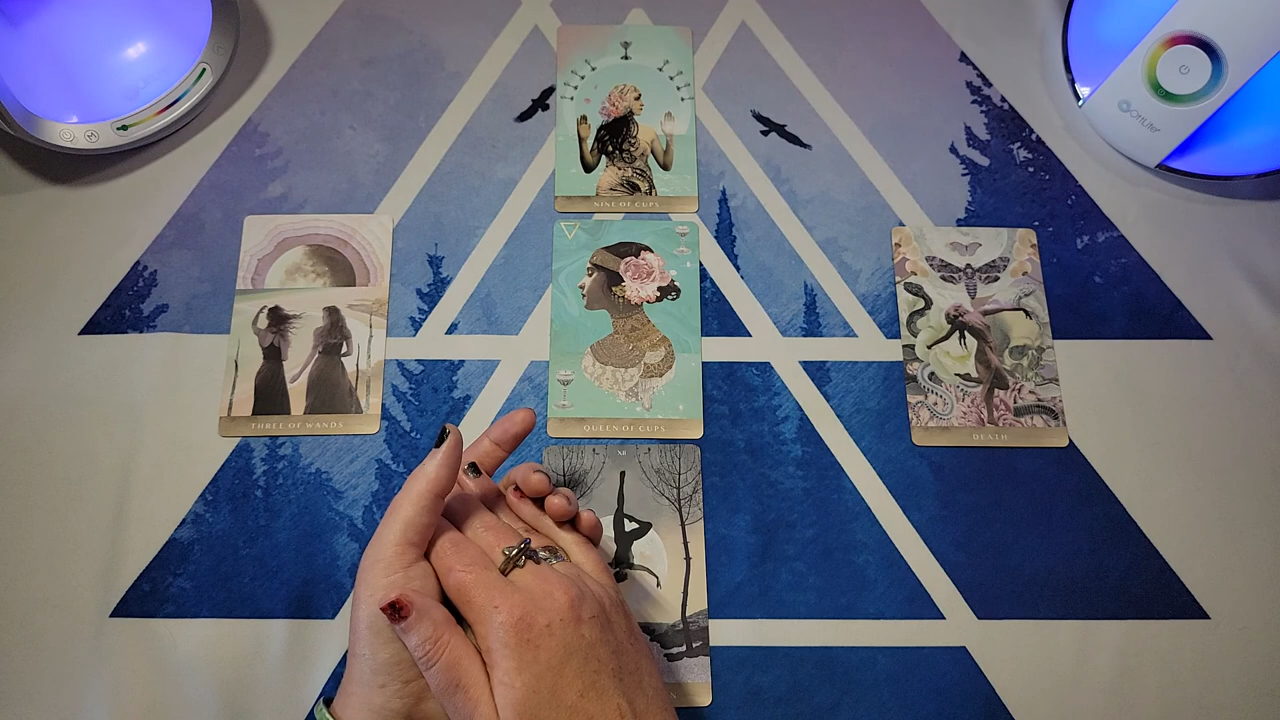 NINE OF CUPS
OttLite
M
THREE OF WANDS
QUEEN OF CUPS
DEATH
XII
N